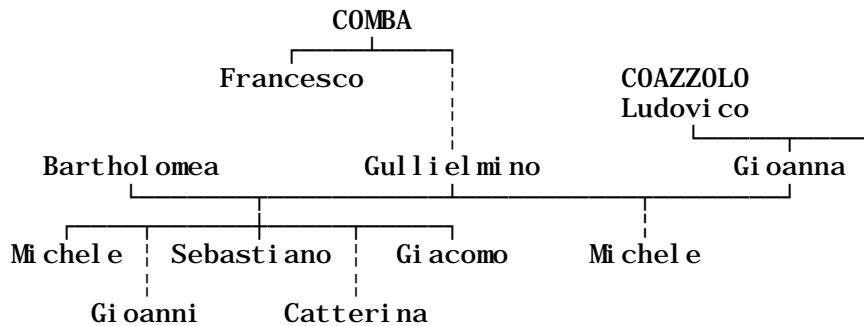 COMBA
Francesco COAZZOLO
Ludovico
Bartholomea Gullielmino Gioanna
Michele Sebastiano Giacomo Michele
Gioanni Catterina